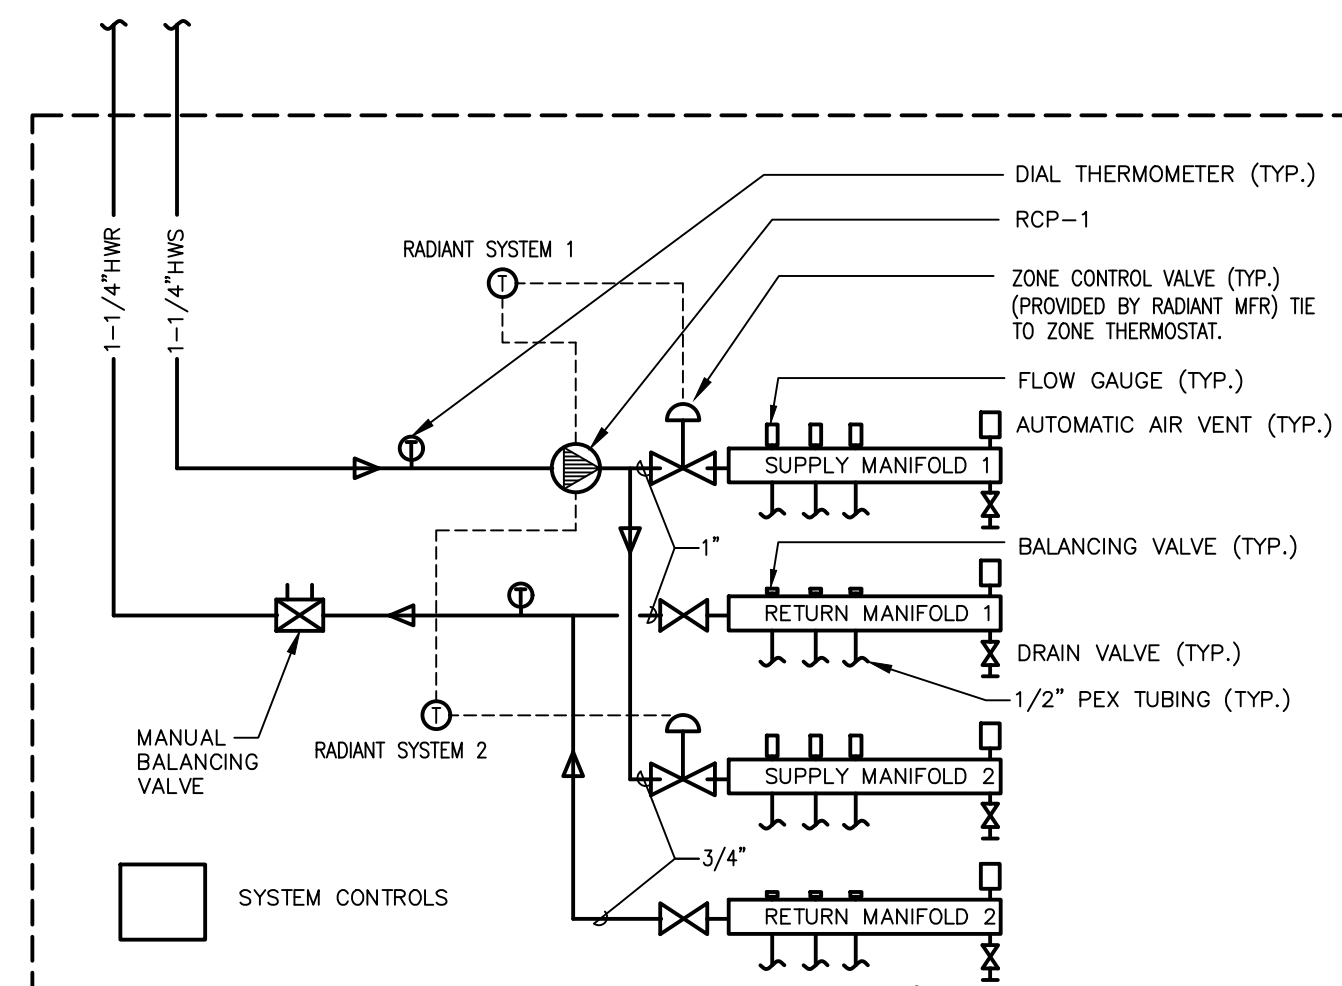 DIAL THERMOMETER (TYP.)
RCP-1
1-1/4"HWR
1-1/4"HWS
RADIANT SYSTEM 1
T
ZONE CONTROL VALVE (TYP.)
(PROVIDED BY RADIANT MFR) TIE
TO ZONE THERMOSTAT.
FLOW GAUGE (TYP.)
AUTOMATIC AIR VENT (TYP.)
T
SUPPLY MANIFOLD 1
1"
BALANCING VALVE (TYP.)
T
RETURN MANIFOLD 1
DRAIN VALVE (TYP.)
1/2" PEX TUBING (TYP.)
T
RADIANT SYSTEM 2
MANUAL
BALANCING
VALVE
SUPPLY MANIFOLD 2
3/4"
SYSTEM CONTROLS
RETURN MANIFOLD 2